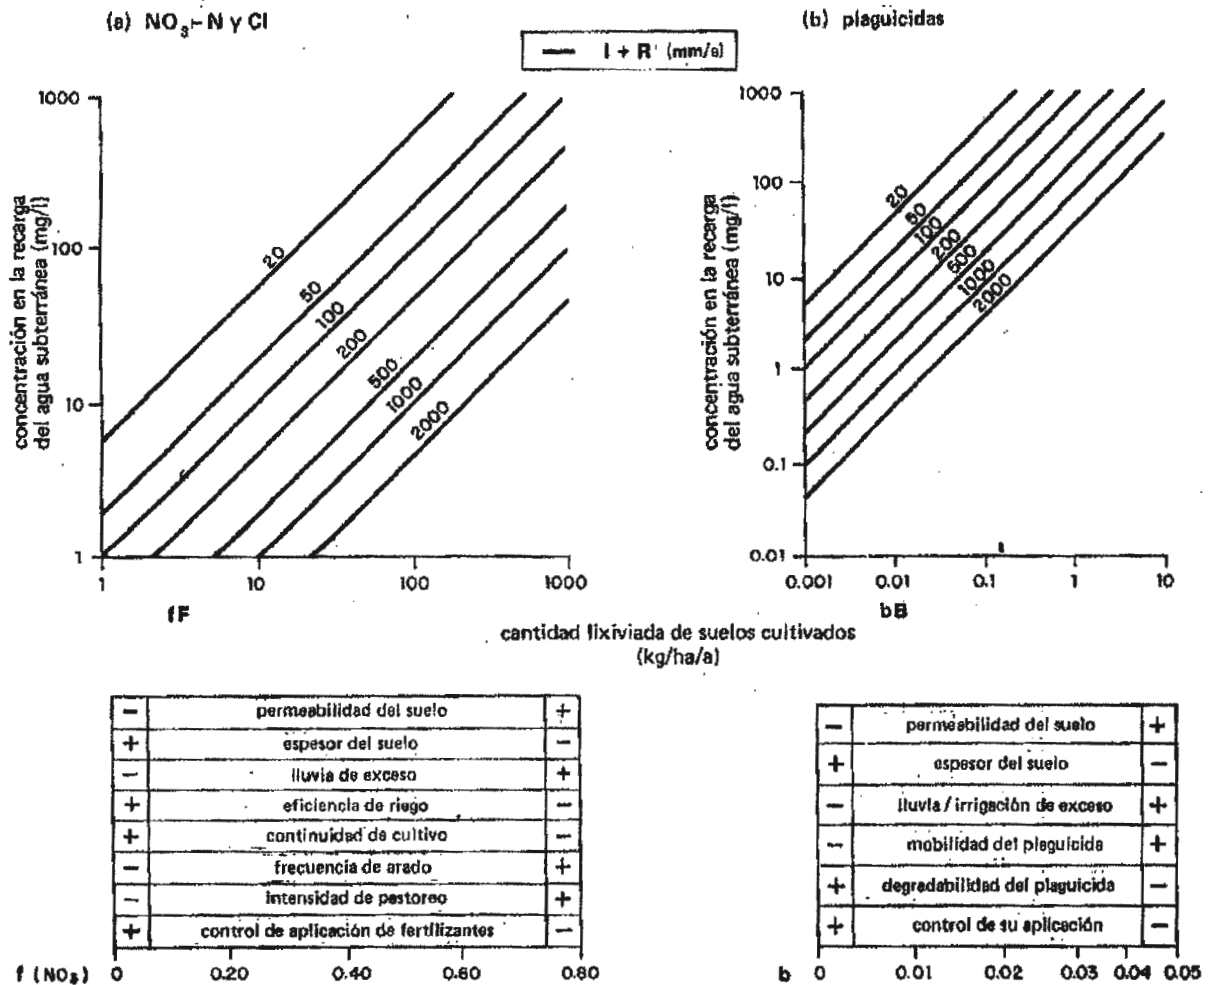 (a) NO3-N y Cl
(b) plaguicidas
I + R (mm/a)
concentración en la recarga
del agua subterránea (mg/l)
1000
100
10
1
20
50
100
200
500
1000
2000
1
10
100
1000
fF
concentración en la recarga
del agua subterránea (mg/l)
1000
100
10
1
0.1
0.01
20
50
100
200
500
1000
2000
0.001
0.01
0.1
1
10
bB
cantidad lixiviada de suelos cultivados
(kg/ha/a)
− permeabilidad del suelo +
+ espesor del suelo −
− lluvia de exceso +
+ eficiencia de riego −
+ continuidad de cultivo −
− frecuencia de arado +
− intensidad de pastoreo +
+ control de aplicación de fertilizantes −
f (NO3) 0 0.20 0.40 0.60 0.80
− permeabilidad del suelo +
+ espesor del suelo −
− lluvia / irrigación de exceso +
− mobilidad del plaguicida +
+ degradabilidad del plaguicida −
+ control de su aplicación −
b 0 0.01 0.02 0.03 0.04 0.05